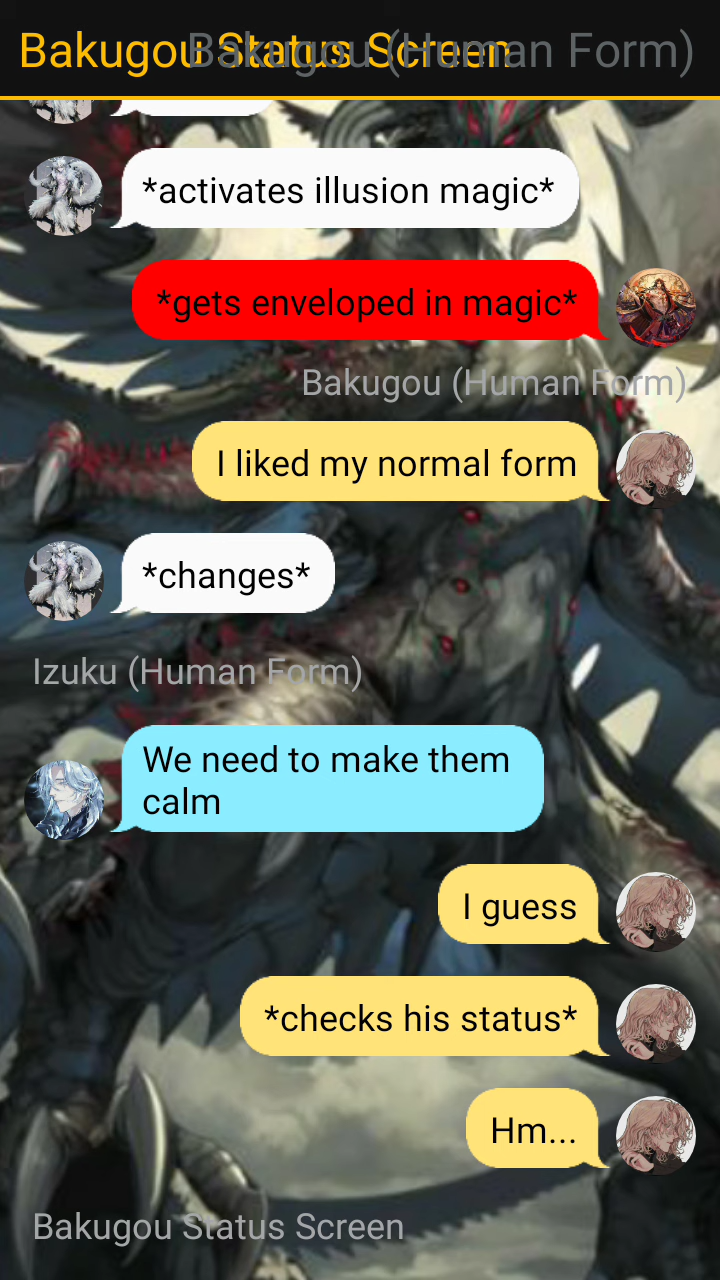 Bakugou Status Screen
Bakugou (Human Form)
*activates illusion magic*
*gets enveloped in magic*
Bakugou (Human Form)
I liked my normal form
*changes*
Izuku (Human Form)
We need to make them
calm
I guess
*checks his status*
Hm...
Bakugou Status Screen